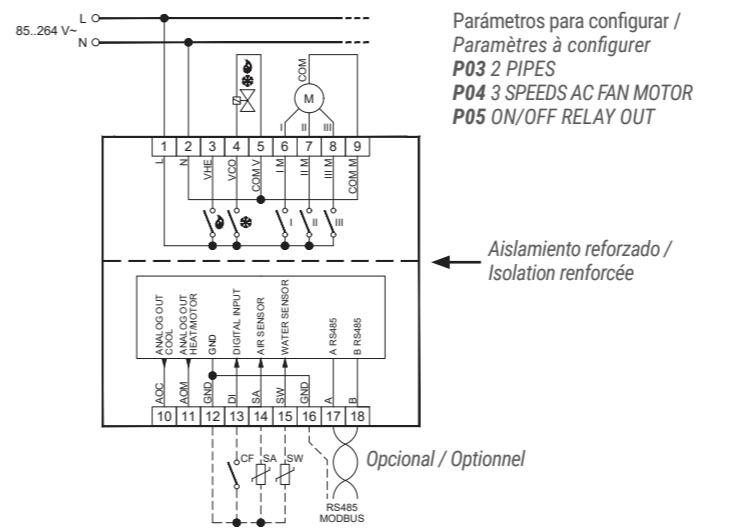 L
85..264 V~
N
Parámetros para configurar /
Paramètres à configurer
P03 2 PIPES
P04 3 SPEEDS AC FAN MOTOR
P05 ON/OFF RELAY OUT
COM
M
I II III
1 2 3 4 5 6 7 8 9
L N VHE VCO COM V I M II M III M COM M
I II III
Aislamiento reforzado /
Isolation renforcée
ANALOG OUT
COOL
ANALOG OUT
HEAT/MOTOR
GND
DIGITAL INPUT
AIR SENSOR
WATER SENSOR
A RS485
B RS485
AOC AOM GND DI SA SW GND A B
10 11 12 13 14 15 16 17 18
CF SA SW
Opcional / Optionnel
RS485
MODBUS